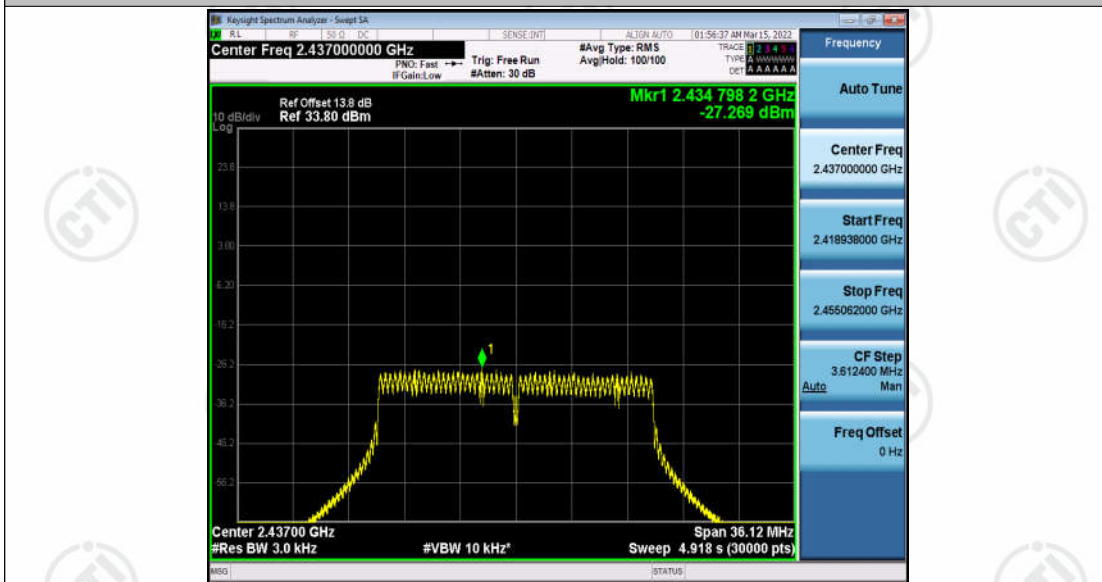 Keysight Spectrum Analyzer - Swept SA
RL RF 50 Ω DC SENSE:INT ALIGN AUTO 01:56:37 AM Mar 15, 2022
Center Freq 2.437000000 GHz
PNO: Fast
IFGain:Low
Trig: Free Run
#Atten: 30 dB
#Avg Type: RMS
Avg|Hold: 100/100
TRACE 1 2 3 4 5 6
TYPE A WWWWW
DET A A A A A A
Mkr1 2.434 798 2 GHz
-27.269 dBm
Ref Offset 13.8 dB
10 dB/div Ref 33.80 dBm
Log
23.8
13.8
3.80
-6.20
-16.2
-26.2
-36.2
-46.2
-56.2
1
Center 2.43700 GHz Span 36.12 MHz
#Res BW 3.0 kHz #VBW 10 kHz* Sweep 4.918 s (30000 pts)
MSG STATUS
Frequency
Auto Tune
Center Freq
2.437000000 GHz
Start Freq
2.418938000 GHz
Stop Freq
2.455062000 GHz
CF Step
3.612400 MHz
Auto Man
Freq Offset
0 Hz
CTI
CTI